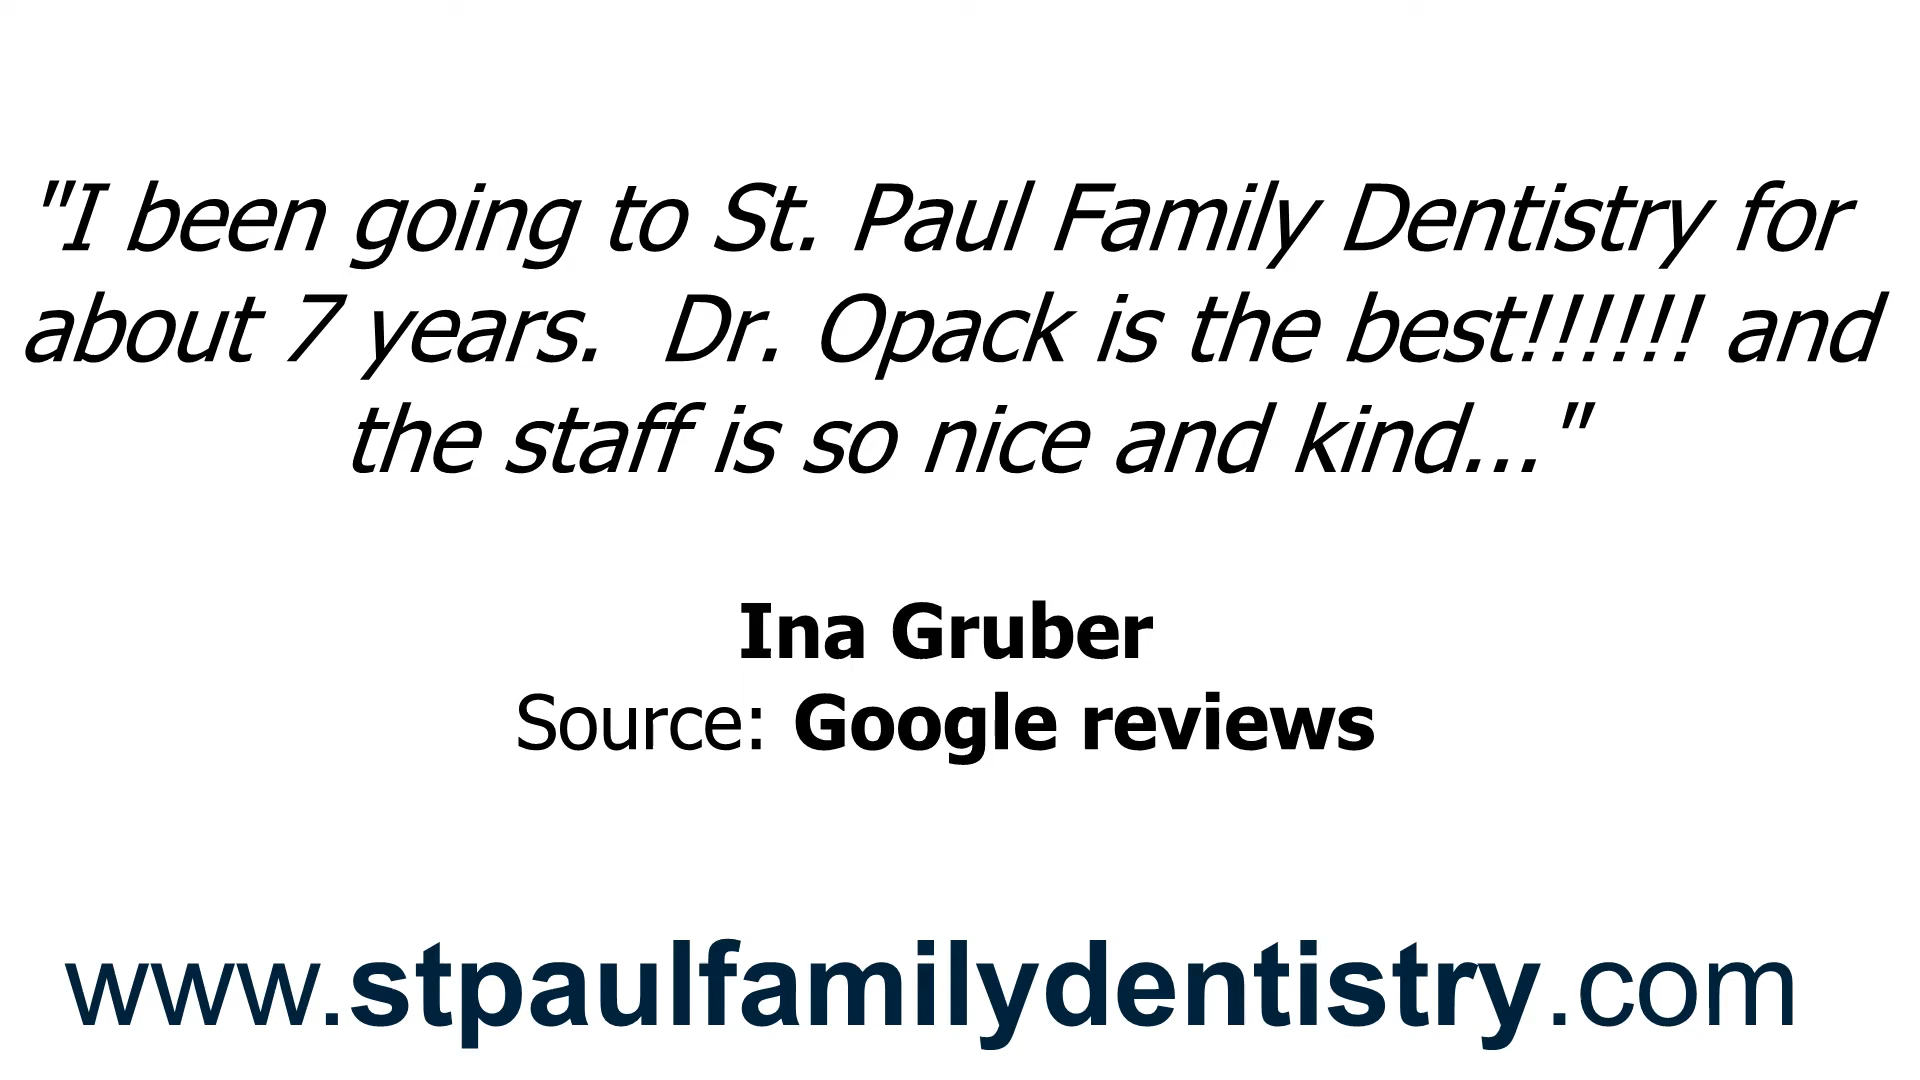 "I been going to St. Paul Family Dentistry for
about 7 years.  Dr. Opack is the best!!!!!! and
the staff is so nice and kind..."
Ina Gruber
Source: Google reviews
www.stpaulfamilydentistry.com